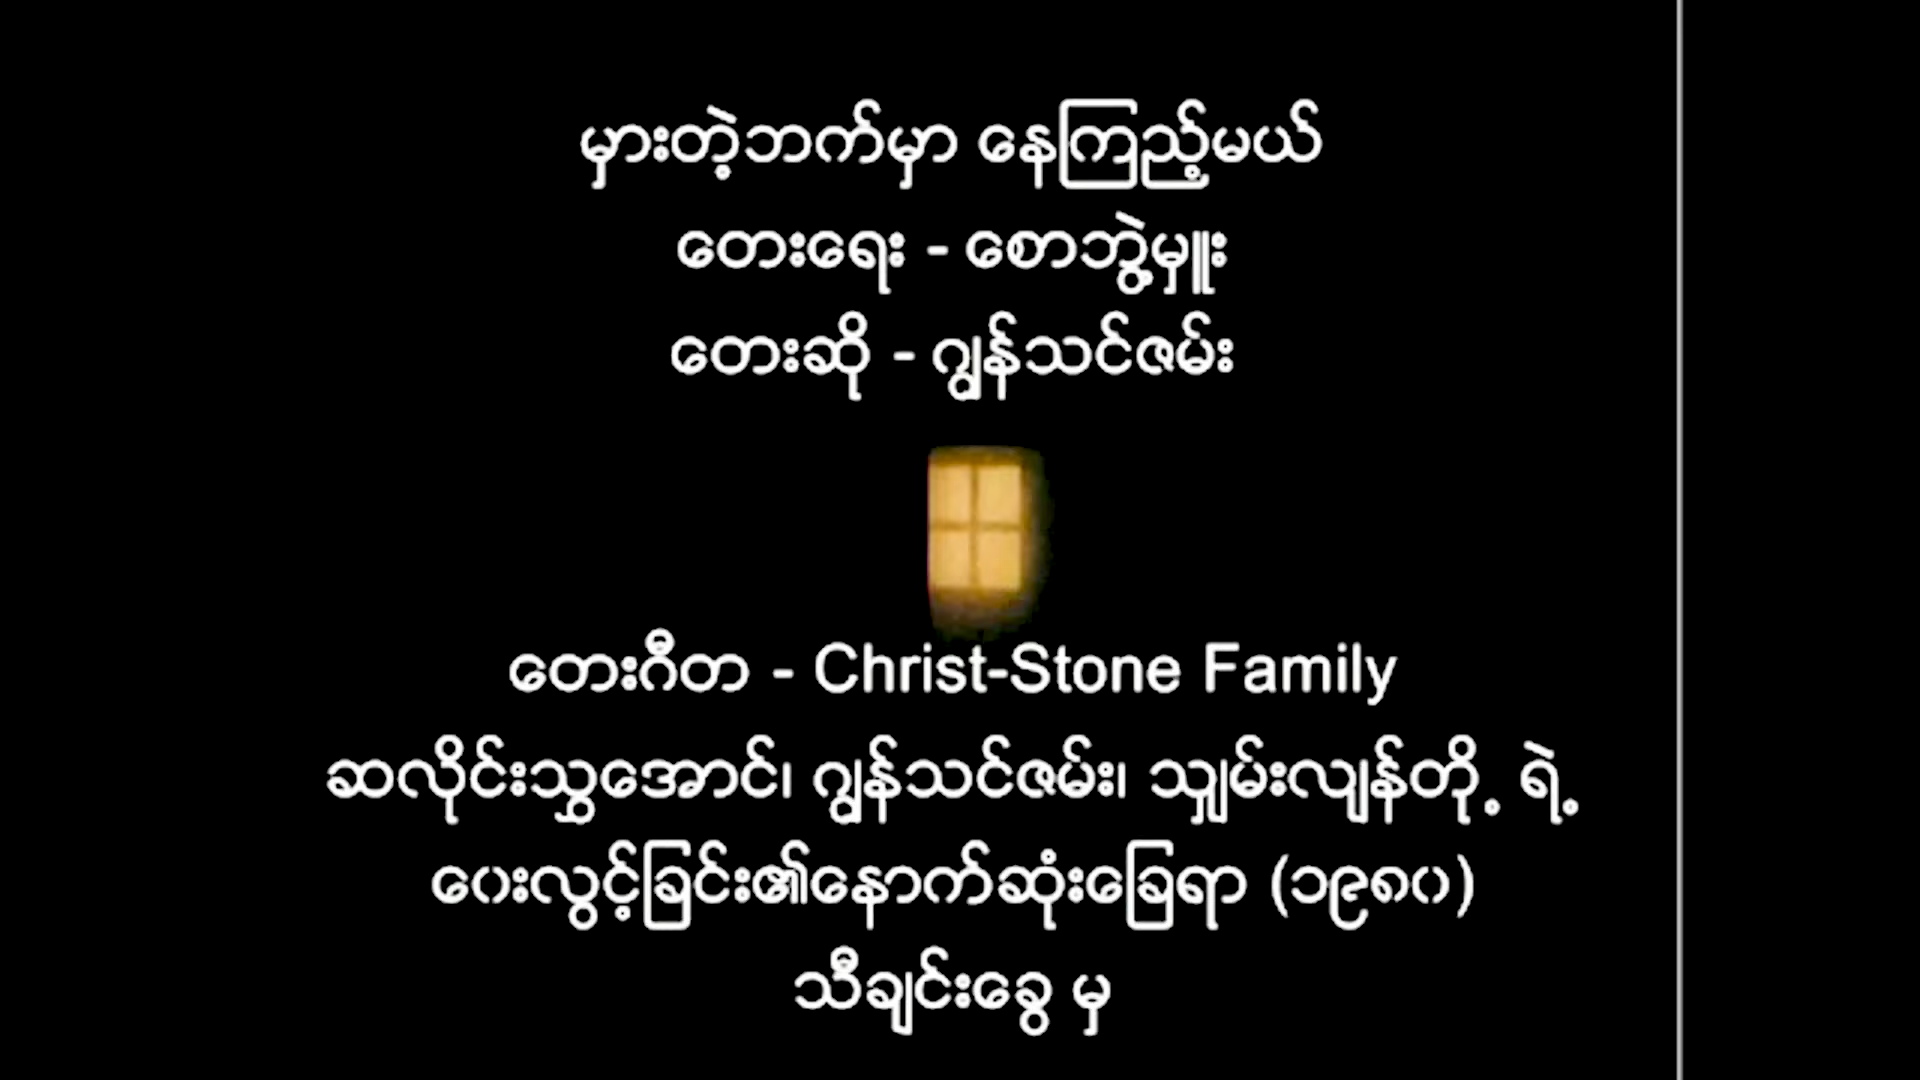 မှားတဲ့ဘက်မှာ နေကြည့်မယ်
တေးရေး - စောဘွဲ့မှူး
တေးဆို - ဂျွန်သင်ဇမ်း
တေးဂီတ - Christ-Stone Family
ဆလိုင်းသွှအောင်၊ ဂျွန်သင်ဇမ်း၊ သျှမ်းလျန်တို့ ရဲ့
ပေးလွင့်ခြင်း၏နောက်ဆုံးခြေရာ (၁၉၈၀)
သီချင်းခွေ မှ